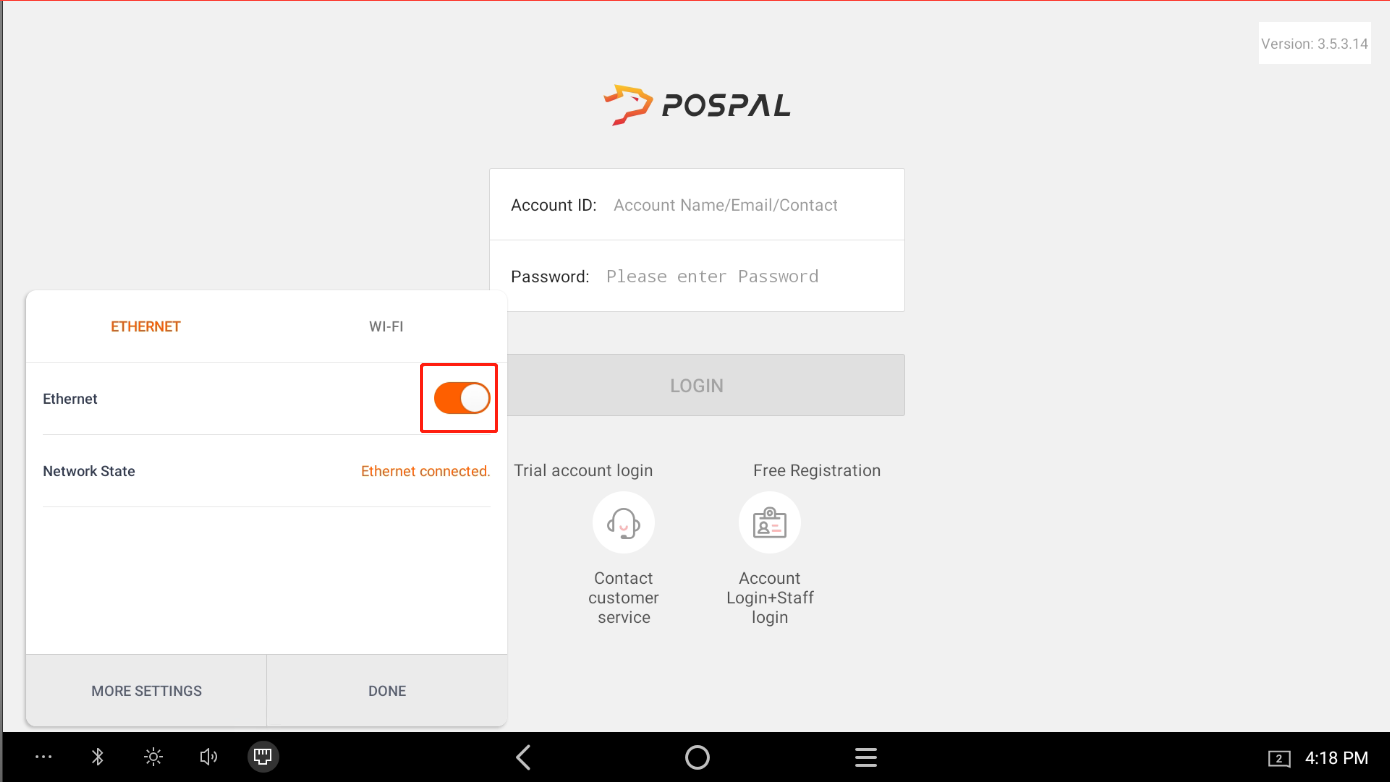 Version: 3.5.3.14
POSPAL
Account ID: Account Name/Email/Contact
Password: Please enter Password
ETHERNET WI-FI
Ethernet
LOGIN
Network State Ethernet connected.
Trial account login Free Registration
Contact customer service
Account Login+Staff login
MORE SETTINGS DONE
2 4:18 PM